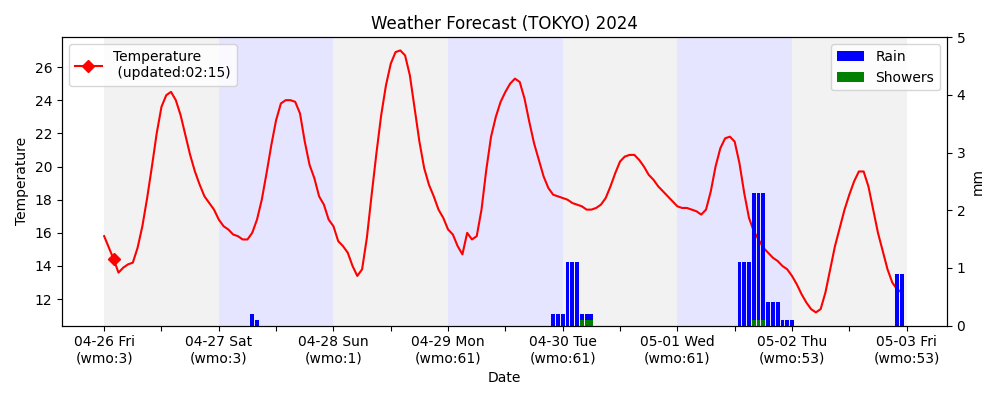 Weather Forecast (TOKYO) 2024
Temperature
(updated:02:15)
Rain
Showers
Temperature
26
24
22
20
18
16
14
12
5
4
3
2
1
0
mm
04-26 Fri
(wmo:3)
04-27 Sat
(wmo:3)
04-28 Sun
(wmo:1)
04-29 Mon
(wmo:61)
04-30 Tue
(wmo:61)
05-01 Wed
(wmo:61)
05-02 Thu
(wmo:53)
05-03 Fri
(wmo:53)
Date